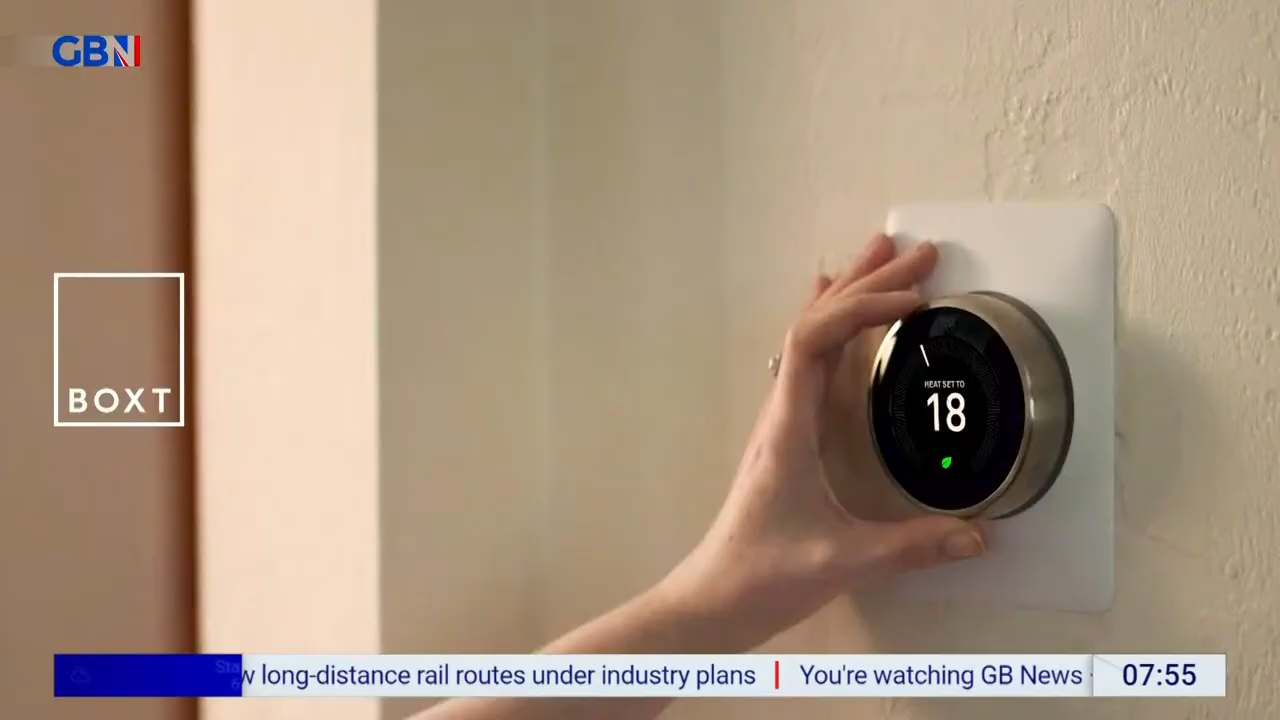 GBN
BOXT
HEAT SET TO
18
w long-distance rail routes under industry plans
You're watching GB News
07:55